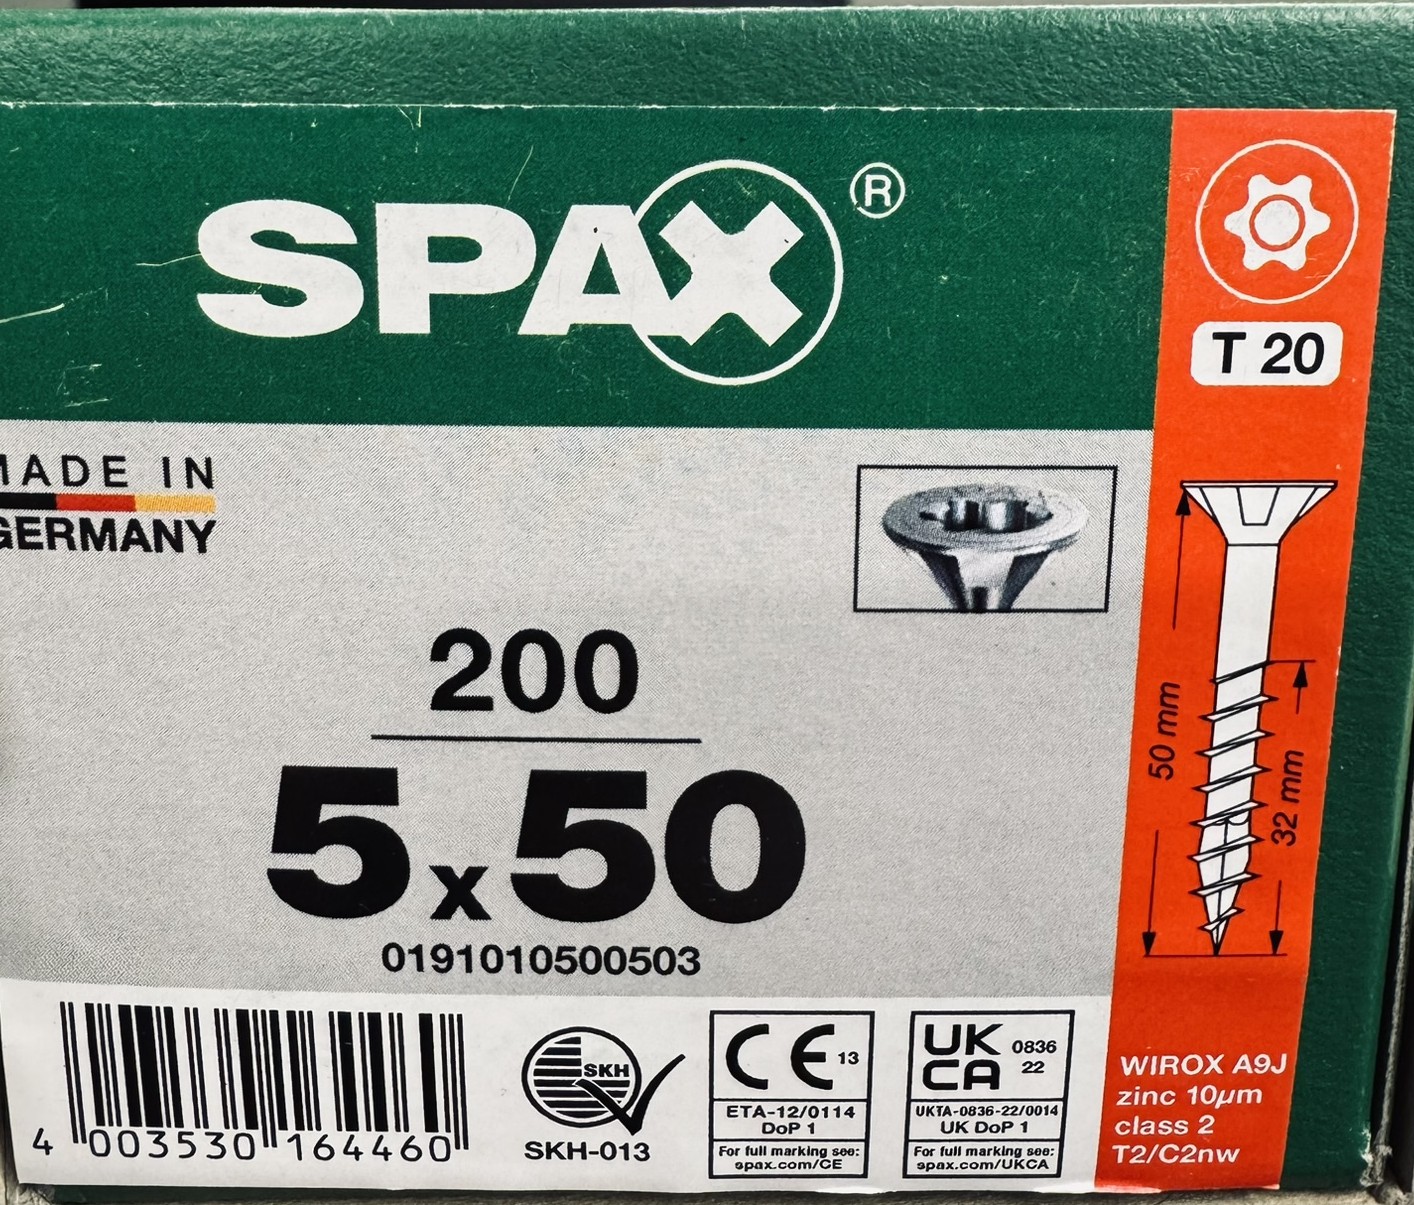 SPAX®
T 20
MADE IN
GERMANY
200
5 x 50
0191010500503
50 mm
32 mm
4 003530 164460
SKH
SKH-013
CE 13
ETA-12/0114
DoP 1
For full marking see:
spax.com/CE
UK
CA
0836
22
UKTA-0836-22/0014
UK DoP 1
For full marking see:
spax.com/UKCA
WIROX A9J
zinc 10µm
class 2
T2/C2nw